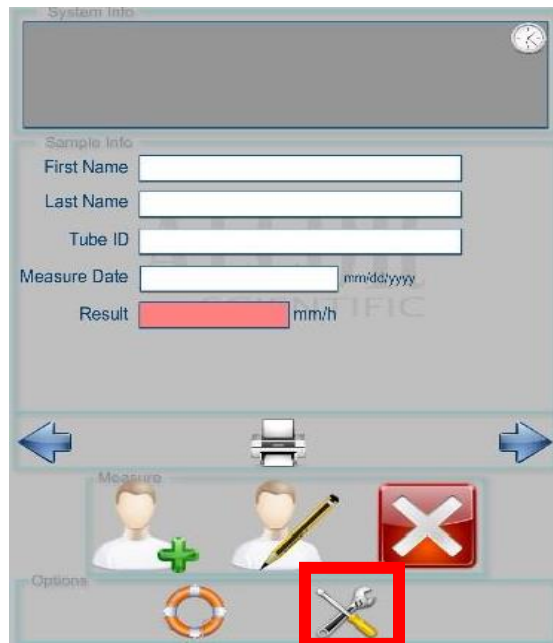 System Info
Sample Info
First Name
Last Name
Tube ID
Measure Date mm/dd/yyyy
Result mm/h
SCIENTIFIC
Measure
Options